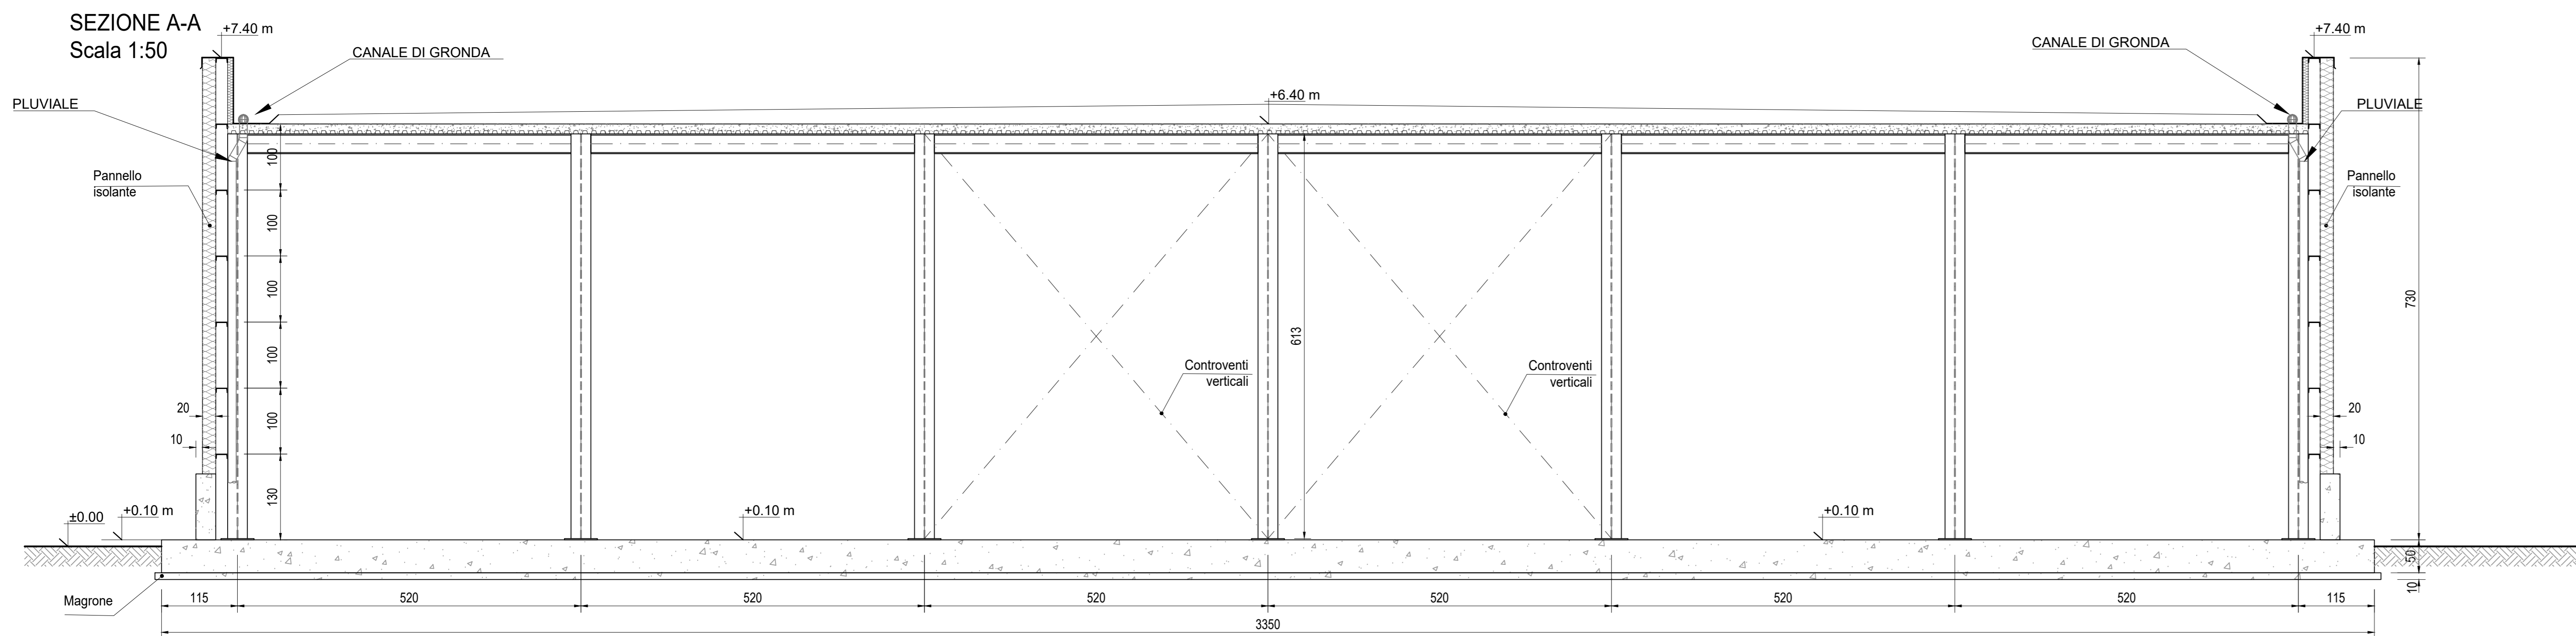 SEZIONE A-A
Scala 1:50
+7.40 m
CANALE DI GRONDA
PLUVIALE
+6.40 m
CANALE DI GRONDA
+7.40 m
PLUVIALE
Pannello
isolante
Pannello
isolante
100
100
100
100
100
130
613
730
Controventi
verticali
Controventi
verticali
20
10
20
10
±0.00
+0.10 m
+0.10 m
+0.10 m
50
10
Magrone
115
520
520
520
520
520
520
115
3350